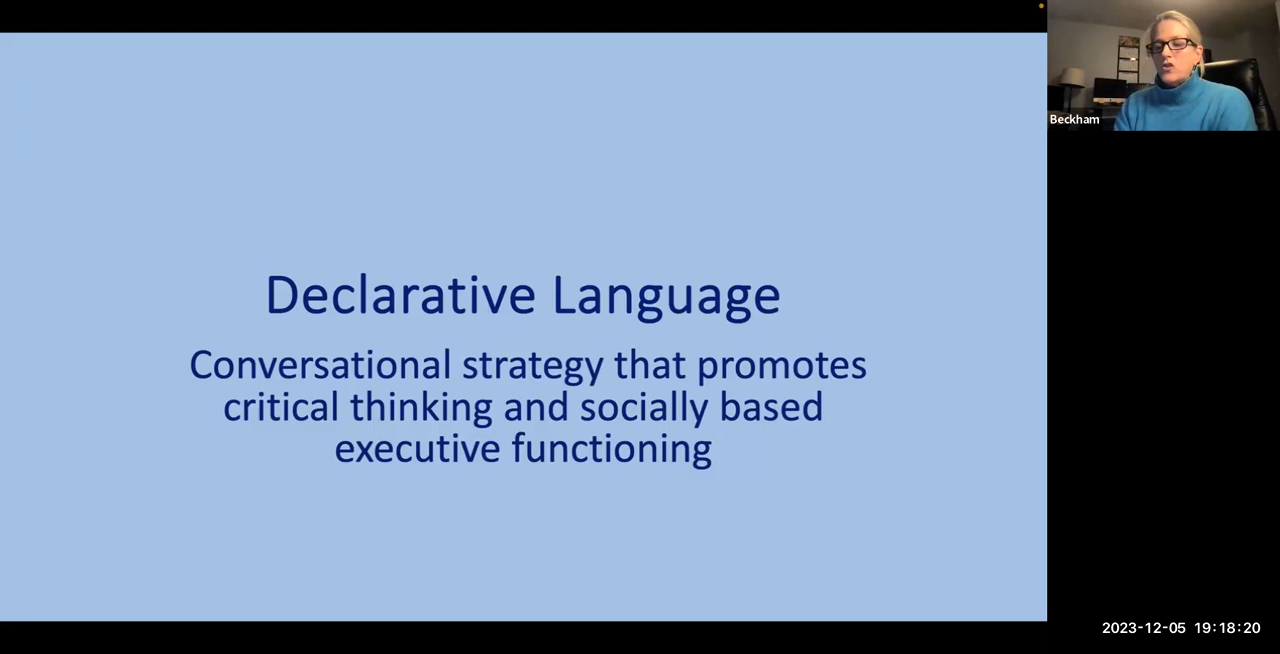 Declarative Language
Conversational strategy that promotes
critical thinking and socially based
executive functioning
Beckham
2023-12-05 19:18:20